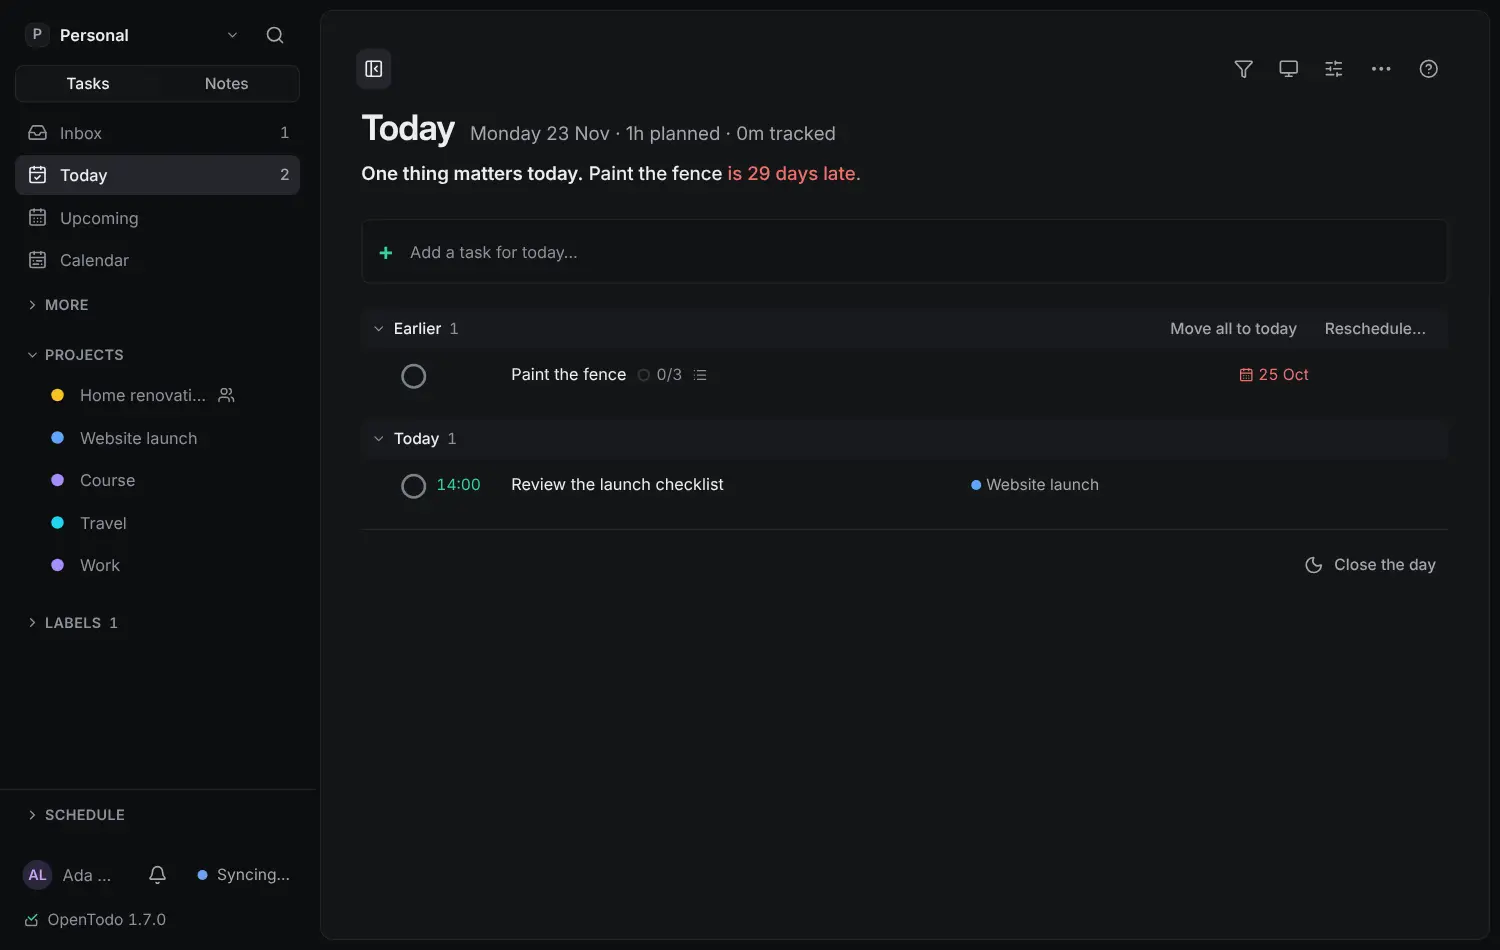 P Personal
Tasks Notes
Inbox 1
Today 2
Upcoming
Calendar
MORE
PROJECTS
Home renovati...
Website launch
Course
Travel
Work
LABELS 1
SCHEDULE
AL Ada ... Syncing...
OpenTodo 1.7.0
Today Monday 23 Nov · 1h planned · 0m tracked
One thing matters today. Paint the fence is 29 days late.
+ Add a task for today...
Earlier 1 Move all to today Reschedule...
Paint the fence 0/3 25 Oct
Today 1
14:00 Review the launch checklist Website launch
Close the day